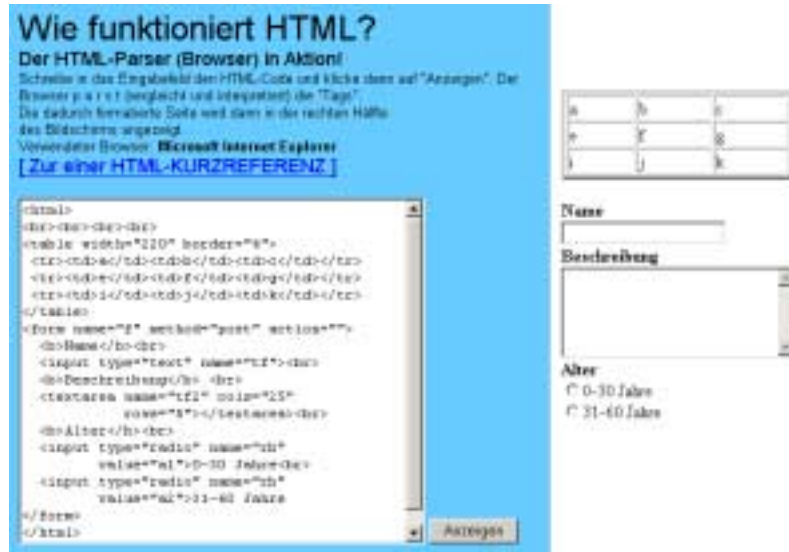 Wie funktioniert HTML?
Der HTML-Parser (Browser) in Aktion!
Schreibe in das Eingabefeld den HTML-Code und klicke dann auf "Anzeigen". Der
Browser p a r s t (vergleicht und interpretiert) die "Tags".
Die dadurch formatierte Seite wird dann in der rechten Hälfte
des Bildschirms angezeigt.
Verwendeter Browser: Microsoft Internet Explorer
[ Zur einer HTML-KURZREFERENZ ]
<html>
<br><br><br><br>
<table width="220" border="4">
<tr><td>a</td><td>b</td><td>c</td></tr>
<tr><td>e</td><td>f</td><td>g</td></tr>
<tr><td>i</td><td>j</td><td>k</td></tr>
</table>
<form name="f" method="post" action="">
<b>Name</b><br>
<input type="text" name="tf"><br>
<b>Beschreibung</b> <br>
<textarea name="tf2" cols="25"
></textarea><br>
<b>Alter</b><br>
<input type="radio" name="rb"
value="a1">0-30 Jahre<br>
<input type="radio" name="rb"
value="a2">31-60 Jahre
</form>
</html>
Anzeigen
a b c
e f g
i j k
Name
Beschreibung
Alter
0-30 Jahre
31-60 Jahre